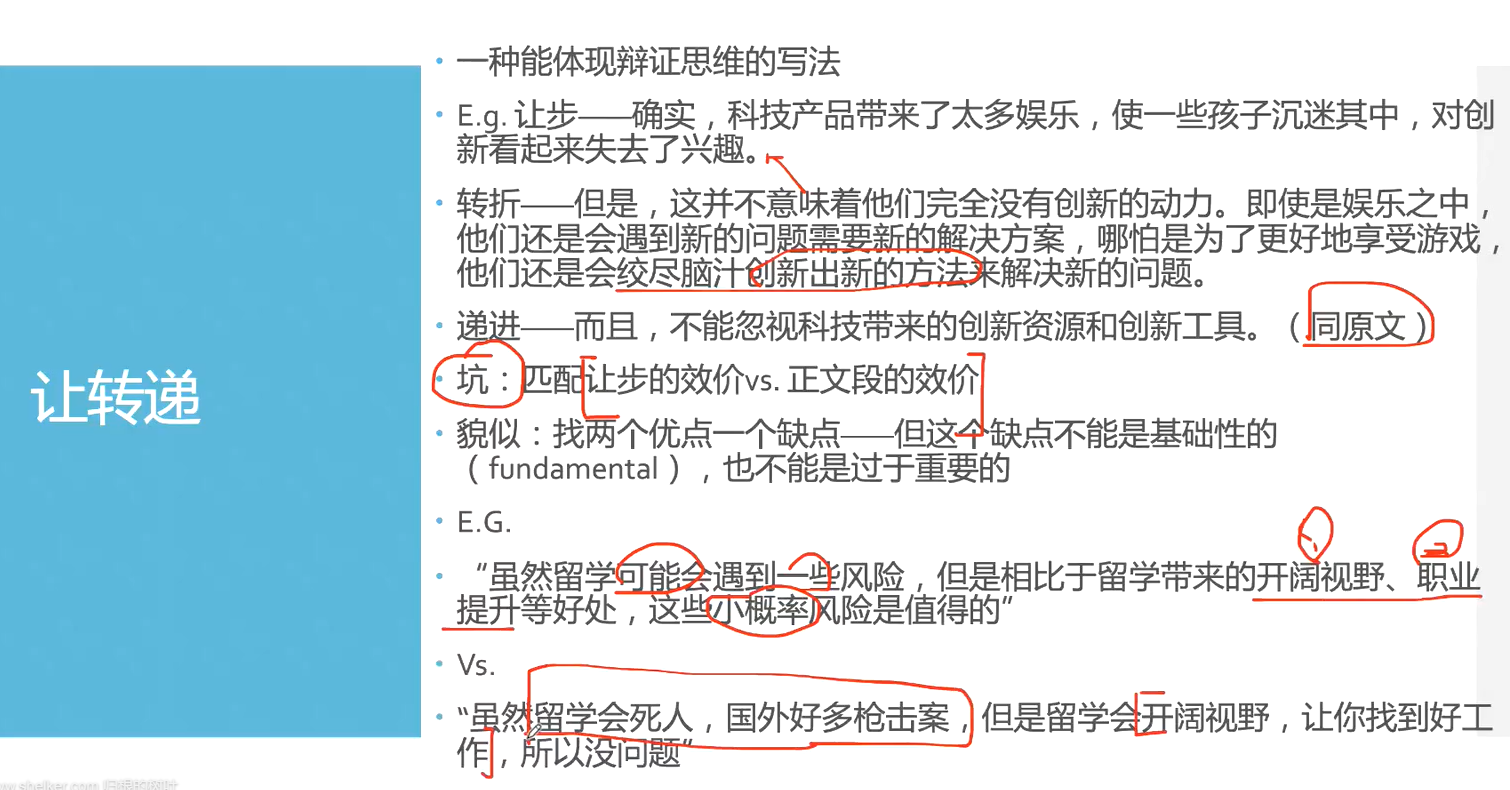 让转递
一种能体现辩证思维的写法
E.g. 让步——确实，科技产品带来了太多娱乐，使一些孩子沉迷其中，对创
新看起来失去了兴趣。
转折——但是，这并不意味着他们完全没有创新的动力。即使是娱乐之中，
他们还是会遇到新的问题需要新的解决方案，哪怕是为了更好地享受游戏，
他们还是会绞尽脑汁创新出新的方法来解决新的问题。
递进——而且，不能忽视科技带来的创新资源和创新工具。（同原文）
坑：匹配让步的效价vs. 正文段的效价
貌似：找两个优点一个缺点——但这个缺点不能是基础性的
（fundamental），也不能是过于重要的
E.G.
“虽然留学可能会遇到一些风险，但是相比于留学带来的开阔视野、职业
提升等好处，这些小概率风险是值得的”
Vs.
“虽然留学会死人，国外好多枪击案，但是留学会开阔视野，让你找到好工
作，所以没问题”